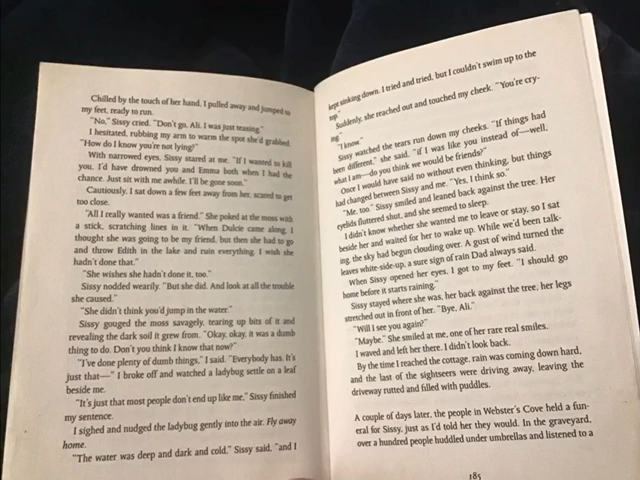 Chilled by the touch of her hand, I pulled away and jumped to
my feet, ready to run.
"No," Sissy cried. "Don't go, Ali. I was just teasing."
I hesitated, rubbing my arm to warm the spot she'd grabbed.
"How do I know you're not lying?"
With narrowed eyes, Sissy stared at me. "If I wanted to kill
you, I'd have drowned you and Emma both when I had the
chance. Just sit with me awhile. I'll be gone soon."
Cautiously, I sat down a few feet away from her, scared to get
too close.
"All I really wanted was a friend." She poked at the moss with
a stick, scratching lines in it. "When Dulcie came along, I
thought she was going to be my friend, but then she had to go
and throw Edith in the lake and ruin everything. I wish she
hadn't done that."
"She wishes she hadn't done it, too."
Sissy nodded wearily. "But she did. And look at all the trouble
she caused."
"She didn't think you'd jump in the water."
Sissy gouged the moss savagely, tearing up bits of it and
revealing the dark soil it grew from. "Okay, okay, it was a dumb
thing to do. Don't you think I know that now?"
"I've done plenty of dumb things," I said. "Everybody has. It's
just that—" I broke off and watched a ladybug settle on a leaf
beside me.
"It's just that most people don't end up like me," Sissy finished
my sentence.
I sighed and nudged the ladybug gently into the air. Fly away
home.
"The water was deep and dark and cold," Sissy said, "and I
kept sinking down. I tried and tried, but I couldn't swim up to the
top."
Suddenly, she reached out and touched my cheek. "You're cry-
ing."
"I know."
Sissy watched the tears run down my cheeks. "If things had
been different," she said, "if I was like you instead of—well,
what I am—do you think we would be friends?"
Once I would have said no without even thinking, but things
had changed between Sissy and me. "Yes, I think so."
"Me, too." Sissy smiled and leaned back against the tree. Her
eyelids fluttered shut, and she seemed to sleep.
I didn't know whether she wanted me to leave or stay, so I sat
beside her and waited for her to wake up. While we'd been talk-
ing, the sky had begun clouding over. A gust of wind turned the
leaves white-side-up, a sure sign of rain Dad always said.
When Sissy opened her eyes, I got to my feet. "I should go
home before it starts raining."
Sissy stayed where she was, her back against the tree, her legs
stretched out in front of her. "Bye, Ali."
"Will I see you again?"
"Maybe." She smiled at me, one of her rare real smiles.
I waved and left her there. I didn't look back.
By the time I reached the cottage, rain was coming down hard,
and the last of the sightseers were driving away, leaving the
driveway rutted and filled with puddles.
A couple of days later, the people in Webster's Cove held a fun-
eral for Sissy, just as I'd told her they would. In the graveyard,
over a hundred people huddled under umbrellas and listened to a
185